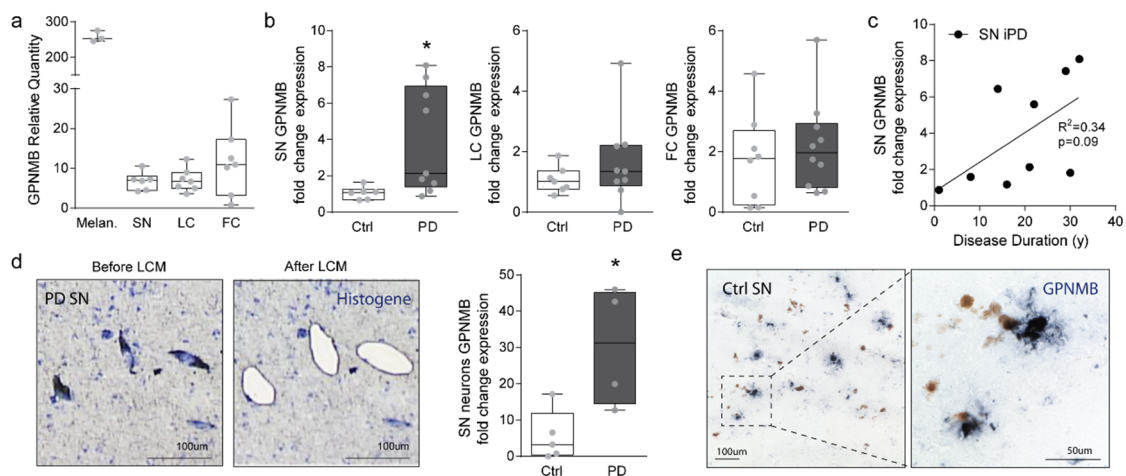 a
GPNMB Relative Quantity
300
200
30
20
10
0
Melan.
SN
LC
FC
b
SN GPNMB
fold change expression
10
8
6
4
2
0
*
Ctrl
PD
LC GPNMB
fold change expression
6
4
2
0
Ctrl
PD
FC GPNMB
fold change expression
6
4
2
0
Ctrl
PD
c
SN GPNMB
fold change expression
10
8
6
4
2
0
SN iPD
R²=0.34
p=0.09
0
10
20
30
40
Disease Duration (y)
d
Before LCM
After LCM
PD SN
Histogene
100um
100um
SN neurons GPNMB
fold change expression
50
40
30
20
10
0
*
Ctrl
PD
e
Ctrl SN
GPNMB
100um
50um